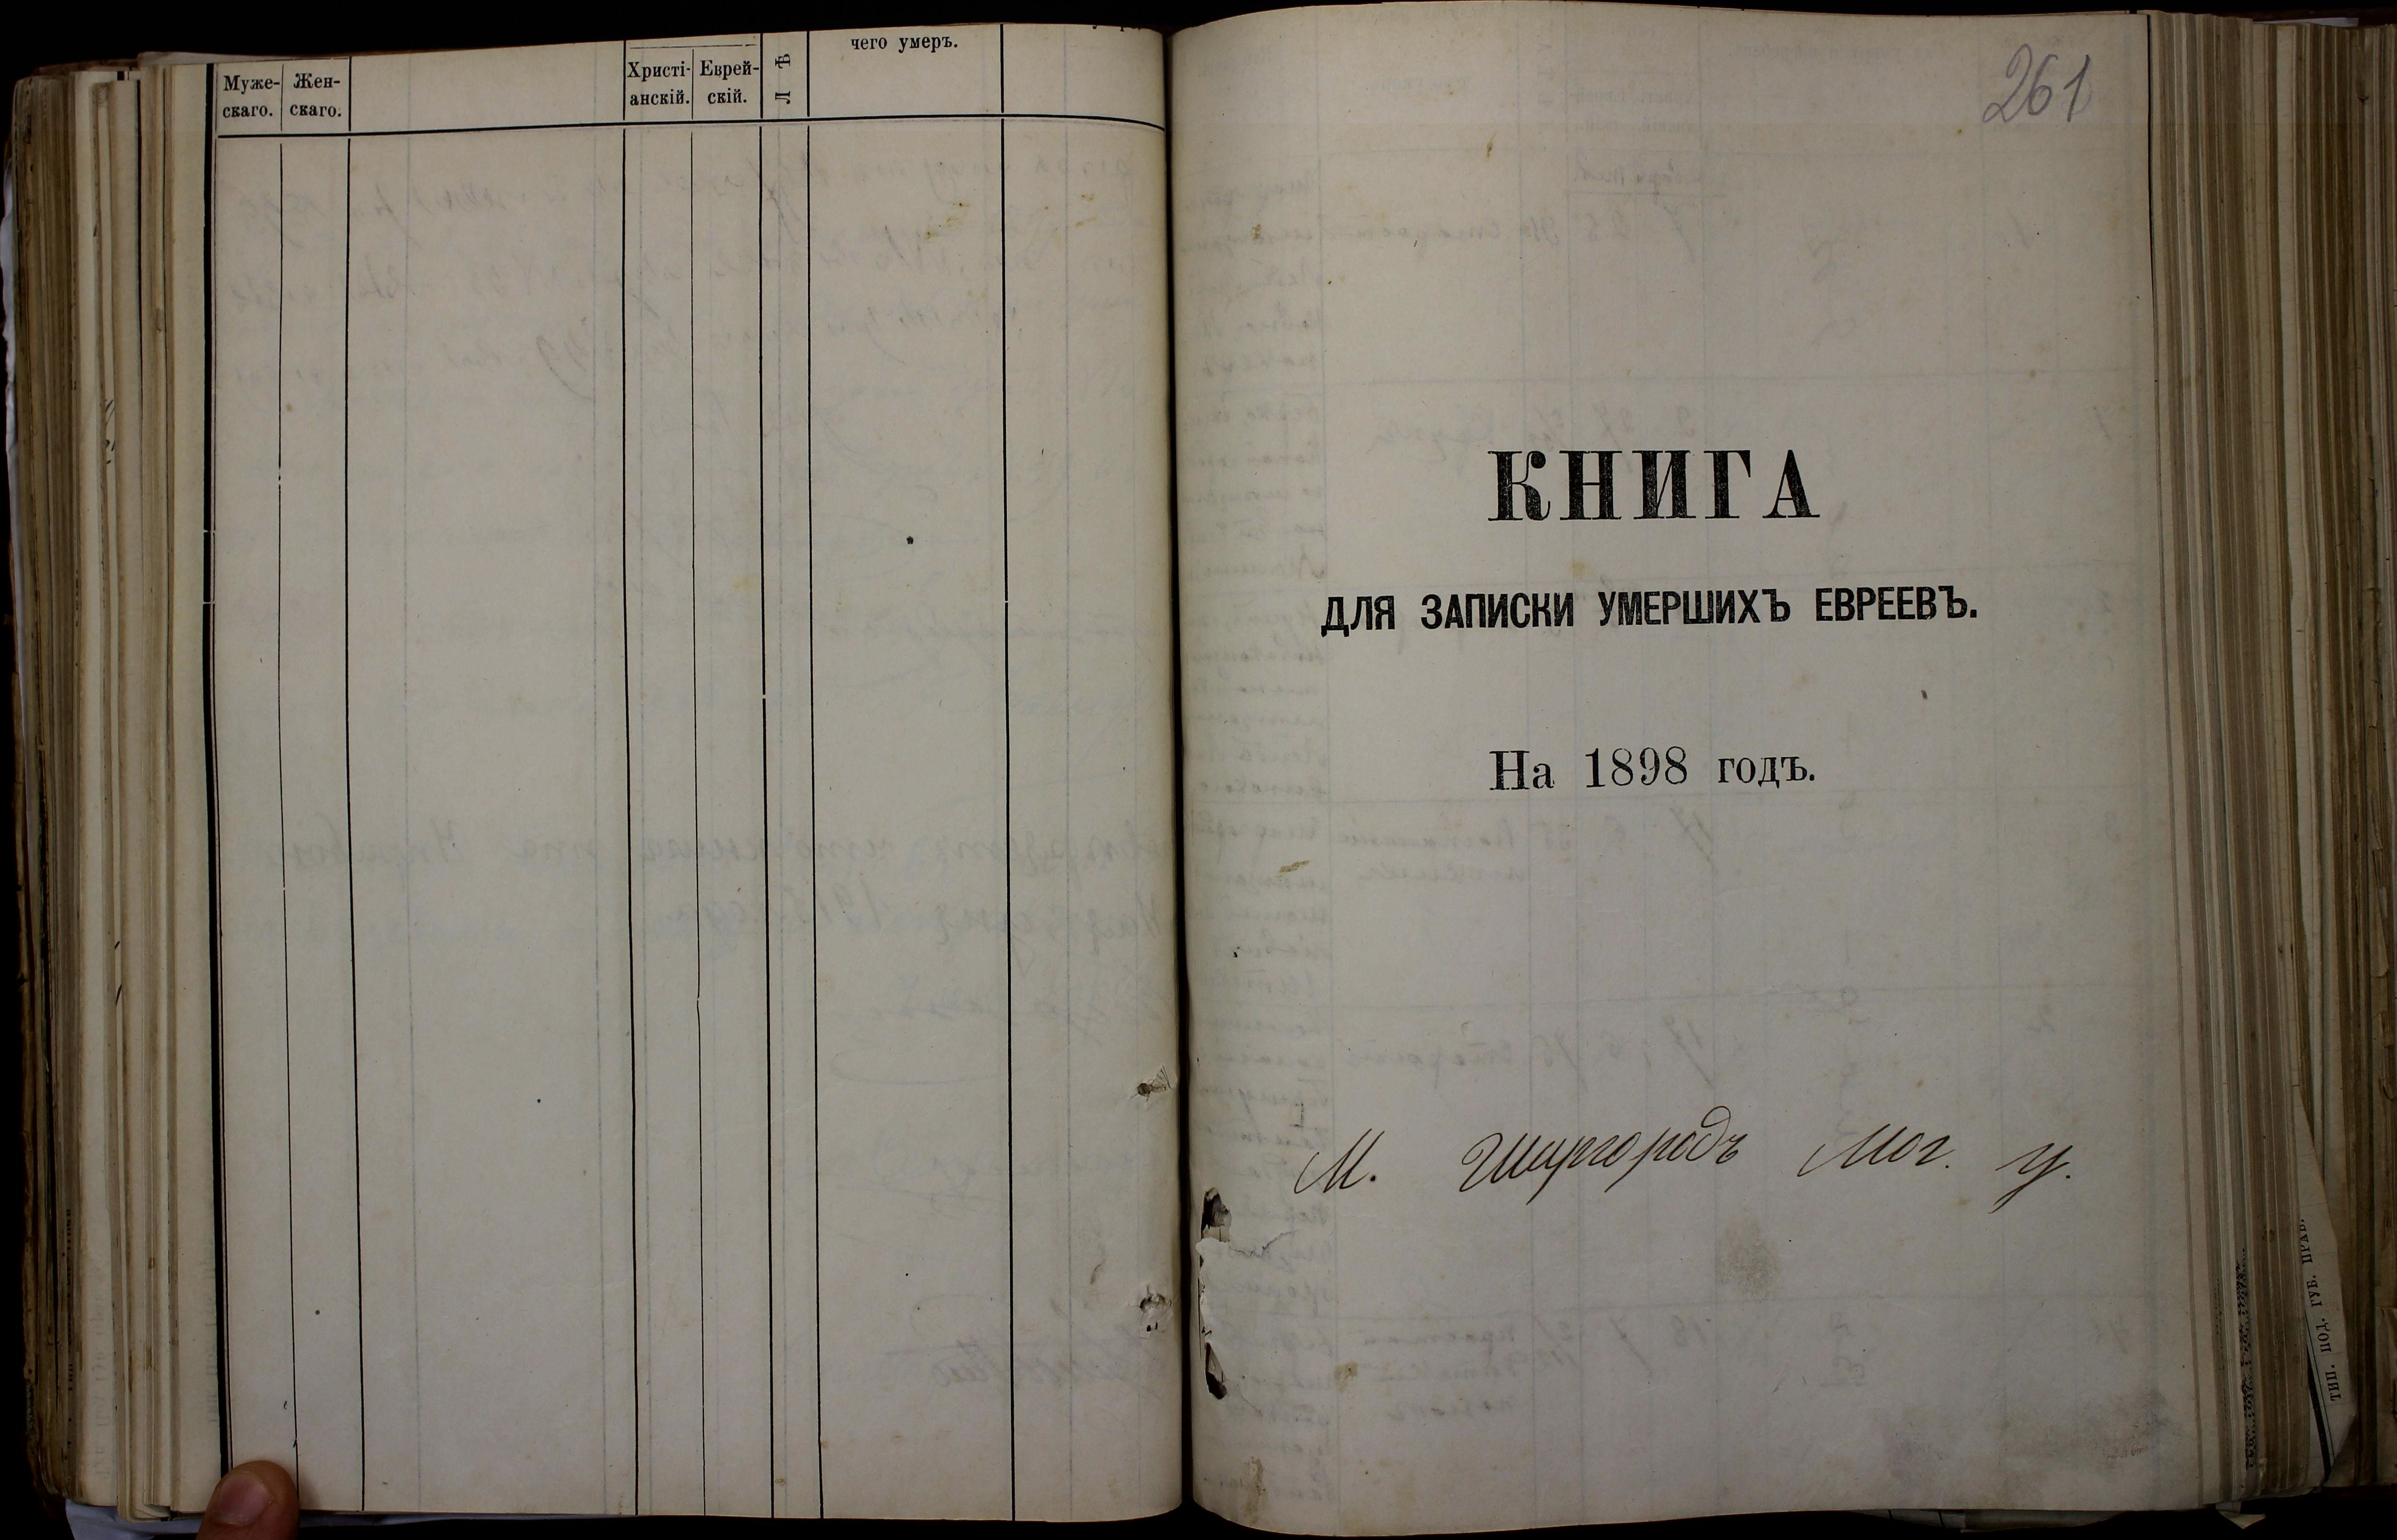 чего умеръ.
Муже-
скаго.
Жен-
скаго.
Христі-
анскій.
Еврей-
скій.
Л Ѣ
261
КНИГА
ДЛЯ ЗАПИСКИ УМЕРШИХЪ ЕВРЕЕВЪ.
На 1898 годъ.
М. Шаргородъ Мог. у.
ТИП. ПОД. ГУБ. ПРАВ.